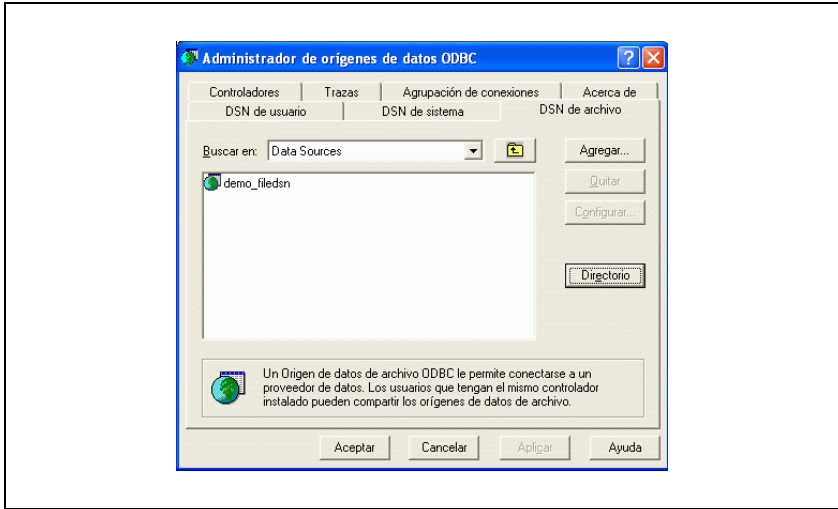 Administrador de orígenes de datos ODBC
Controladores Trazas Agrupación de conexiones Acerca de
DSN de usuario DSN de sistema DSN de archivo
Buscar en: Data Sources Agregar...
demo_filedsn
Quitar
Configurar...
Directorio
Un Origen de datos de archivo ODBC le permite conectarse a un
proveedor de datos. Los usuarios que tengan el mismo controlador
instalado pueden compartir los orígenes de datos de archivo.
Aceptar Cancelar Aplicar Ayuda